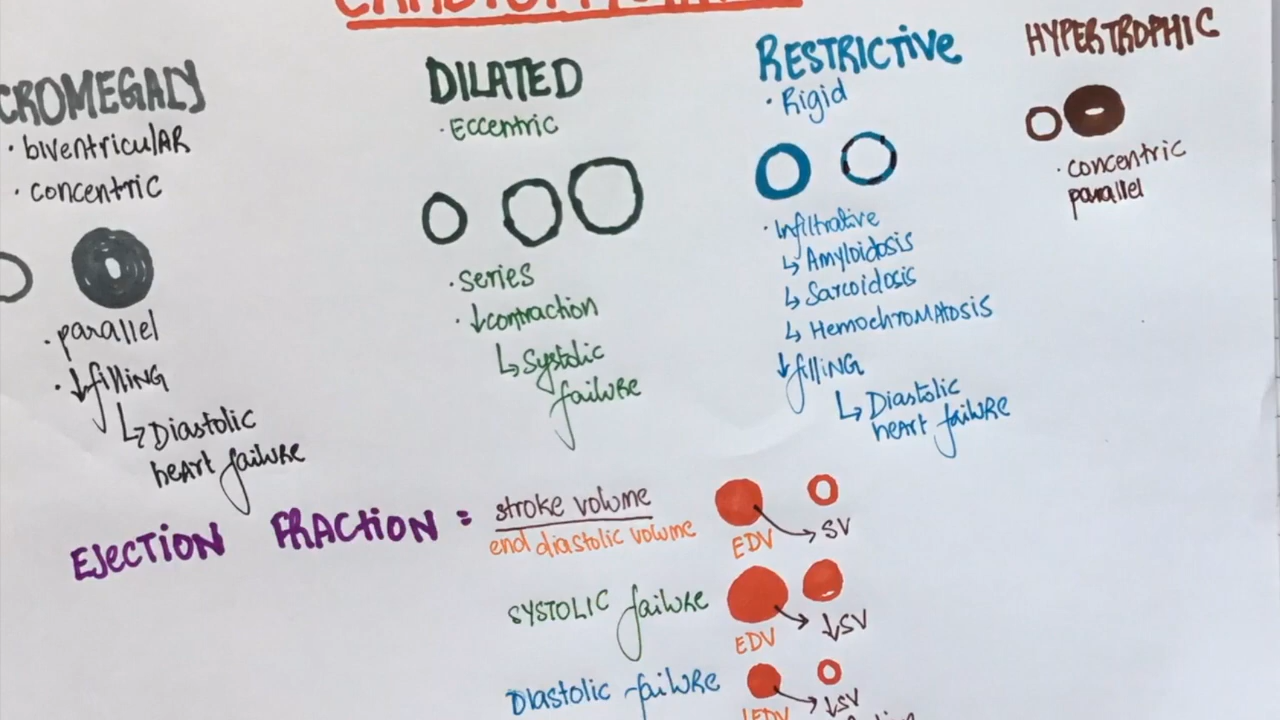 CROMEGALY
• biventriculAR
• concentric
• parallel
• ↓filliNG
↳ Diastolic
heart failure
DILATED
• Eccentric
• series
• ↓contraction
↳ Systolic
failure
RESTRICTIVE
• Rigid
• Infiltrative
↳ Amyloidosis
↳ Sarcoidosis
↳ HemochroMAtosis
↓filliNG
↳ Diastolic
heart failure
HYPERTROPHIC
• concentric
parallel
EJECTION FRACTION = stroke volume
end diastolic volume
EDV → SV
SYSTOLIC failure
EDV → ↓SV
Diastolic failure
↓EDV → ↓SV